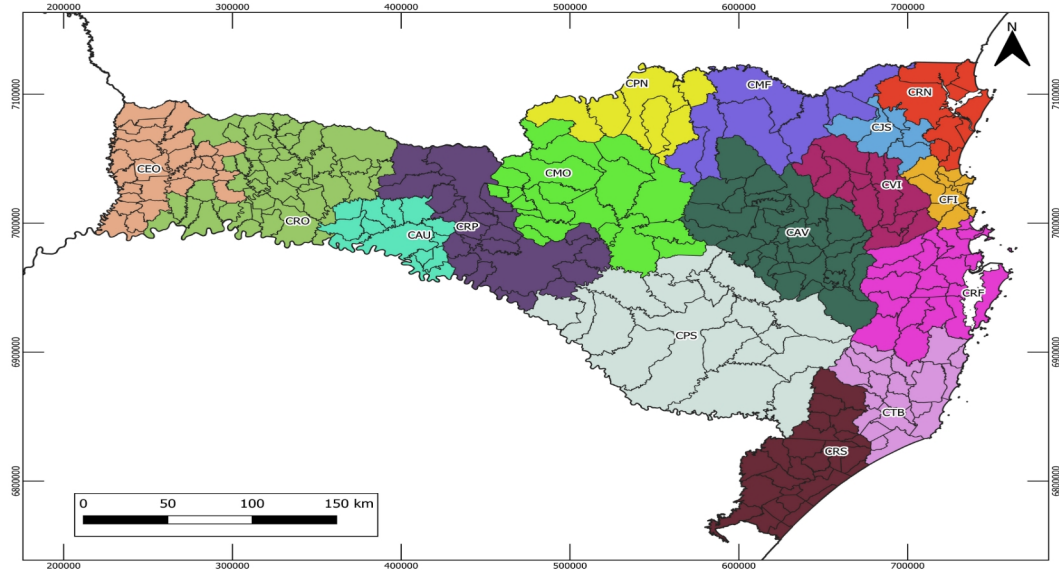 200000 300000 400000 500000 600000 700000
N
7100000 7100000
CPN CMF CRN
CJS
CEO CMO CVI
CFI
7000000 CRO CAU CRP CAV 7000000
CRF
CPS
6900000 6900000
CTB
CRS
6800000 6800000
0 50 100 150 km
200000 300000 400000 500000 600000 700000